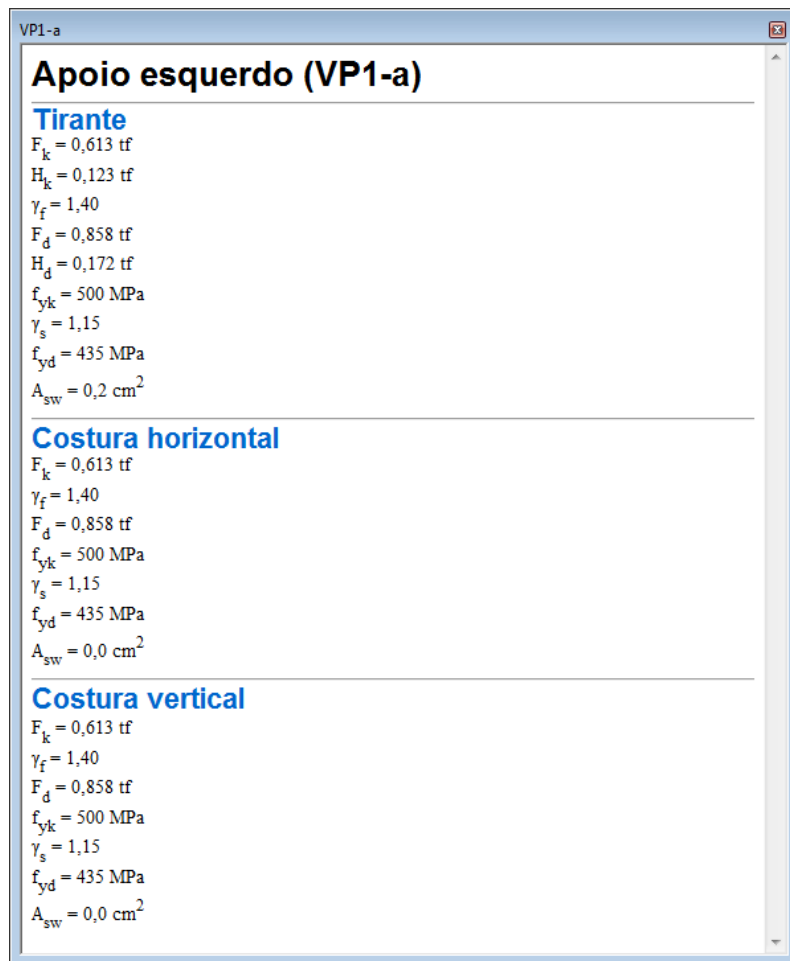 VP1-a
Apoio esquerdo (VP1-a)
Tirante
Fk = 0,613 tf
Hk = 0,123 tf
γf = 1,40
Fd = 0,858 tf
Hd = 0,172 tf
fyk = 500 MPa
γs = 1,15
fyd = 435 MPa
Asw = 0,2 cm²
Costura horizontal
Fk = 0,613 tf
γf = 1,40
Fd = 0,858 tf
fyk = 500 MPa
γs = 1,15
fyd = 435 MPa
Asw = 0,0 cm²
Costura vertical
Fk = 0,613 tf
γf = 1,40
Fd = 0,858 tf
fyk = 500 MPa
γs = 1,15
fyd = 435 MPa
Asw = 0,0 cm²